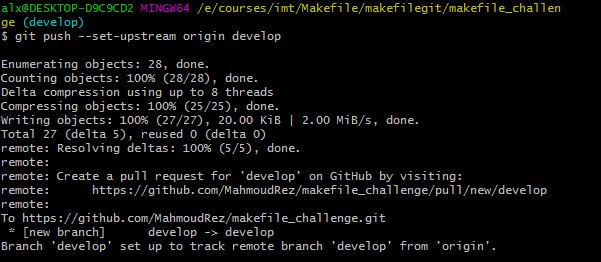 alx@DESKTOP-D9C9CD2 MINGW64 /e/courses/imt/Makefile/makefilegit/makefile_challen
ge (develop)
$ git push --set-upstream origin develop
Enumerating objects: 28, done.
Counting objects: 100% (28/28), done.
Delta compression using up to 8 threads
Compressing objects: 100% (25/25), done.
Writing objects: 100% (27/27), 20.00 KiB | 2.00 MiB/s, done.
Total 27 (delta 5), reused 0 (delta 0)
remote: Resolving deltas: 100% (5/5), done.
remote:
remote: Create a pull request for 'develop' on GitHub by visiting:
remote:      https://github.com/MahmoudRez/makefile_challenge/pull/new/develop
remote:
To https://github.com/MahmoudRez/makefile_challenge.git
 * [new branch]      develop -> develop
Branch 'develop' set up to track remote branch 'develop' from 'origin'.